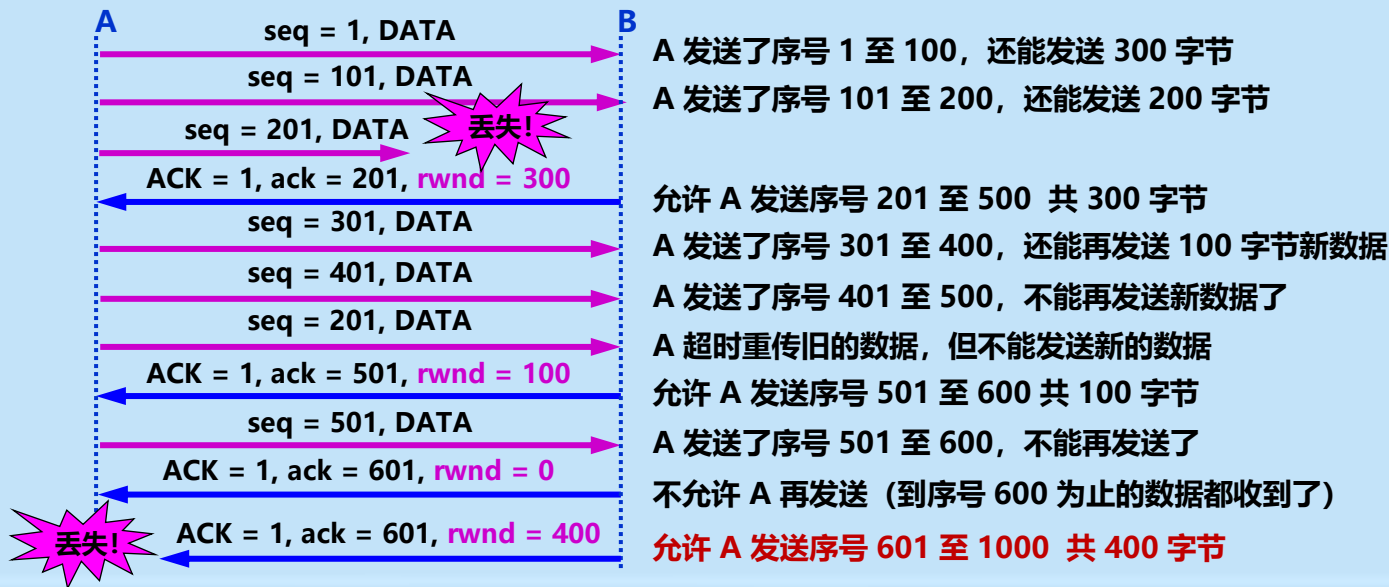 A
B
seq = 1, DATA
A 发送了序号 1 至 100，还能发送 300 字节
seq = 101, DATA
A 发送了序号 101 至 200，还能发送 200 字节
seq = 201, DATA
丢失！
ACK = 1, ack = 201, rwnd = 300
允许 A 发送序号 201 至 500 共 300 字节
seq = 301, DATA
A 发送了序号 301 至 400，还能再发送 100 字节新数据
seq = 401, DATA
A 发送了序号 401 至 500，不能再发送新数据了
seq = 201, DATA
A 超时重传旧的数据，但不能发送新的数据
ACK = 1, ack = 501, rwnd = 100
允许 A 发送序号 501 至 600 共 100 字节
seq = 501, DATA
A 发送了序号 501 至 600，不能再发送了
ACK = 1, ack = 601, rwnd = 0
不允许 A 再发送（到序号 600 为止的数据都收到了）
丢失！
ACK = 1, ack = 601, rwnd = 400
允许 A 发送序号 601 至 1000 共 400 字节